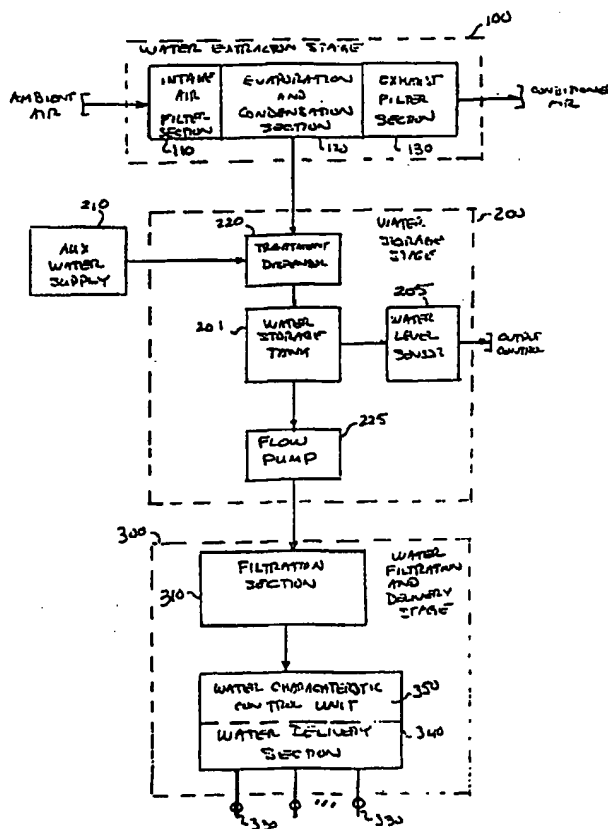 100
WATER EXTRACTION STAGE
AMBIENT
AIR
INTAKE
AIR
FILTER
SECTION
110
EVAPORATION
AND
CONDENSATION
SECTION
120
EXHAUST
FILTER
SECTION
130
CONDITIONED
AIR
210
AUX
WATER
SUPPLY
220
TREATMENT
DISPENSER
WATER
STORAGE
STAGE
200
201
WATER
STORAGE
TANK
205
WATER
LEVEL
SENSOR
OUTPUT
CONTROL
225
FLOW
PUMP
300
FILTRATION
SECTION
310
WATER
FILTRATION
AND
DELIVERY
STAGE
WATER CHARACTERISTIC
CONTROL UNIT
350
WATER DELIVERY
SECTION
340
330
...
330